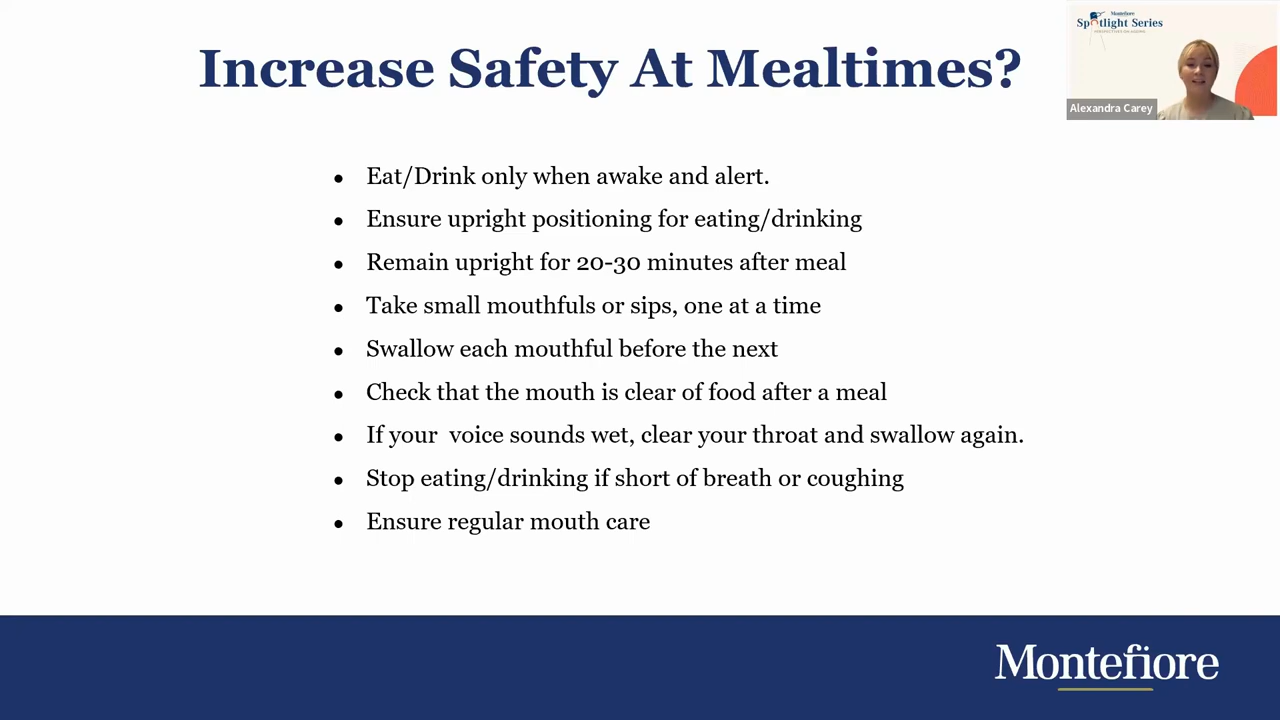 Increase Safety At Mealtimes?
Montefiore
Spotlight Series
PERSPECTIVES ON AGING
Alexandra Carey
• Eat/Drink only when awake and alert.
• Ensure upright positioning for eating/drinking
• Remain upright for 20-30 minutes after meal
• Take small mouthfuls or sips, one at a time
• Swallow each mouthful before the next
• Check that the mouth is clear of food after a meal
• If your  voice sounds wet, clear your throat and swallow again.
• Stop eating/drinking if short of breath or coughing
• Ensure regular mouth care
Montefiore